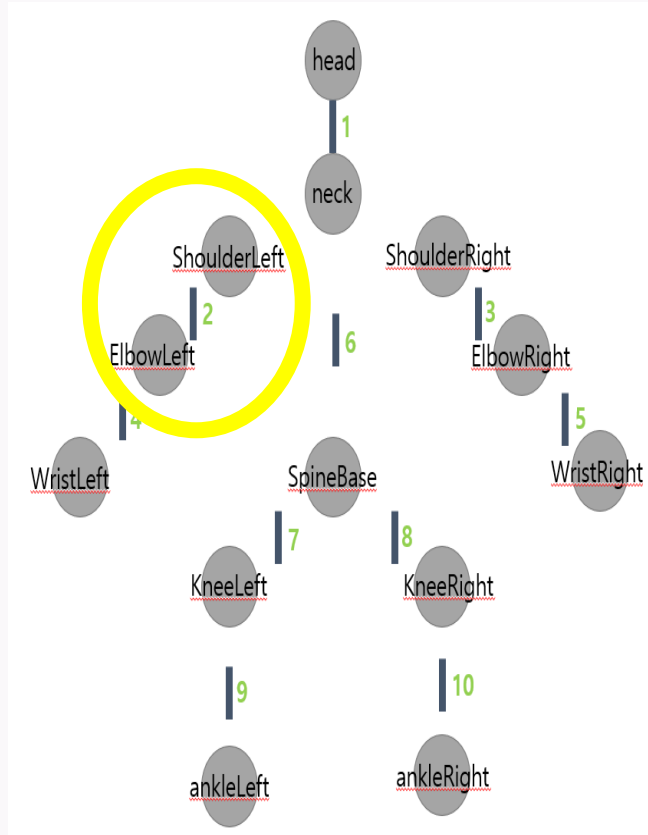 head
1
neck
ShoulderLeft
ShoulderRight
2
3
6
ElbowLeft
ElbowRight
4
5
WristLeft
SpineBase
WristRight
7
8
KneeLeft
KneeRight
9
10
ankleLeft
ankleRight